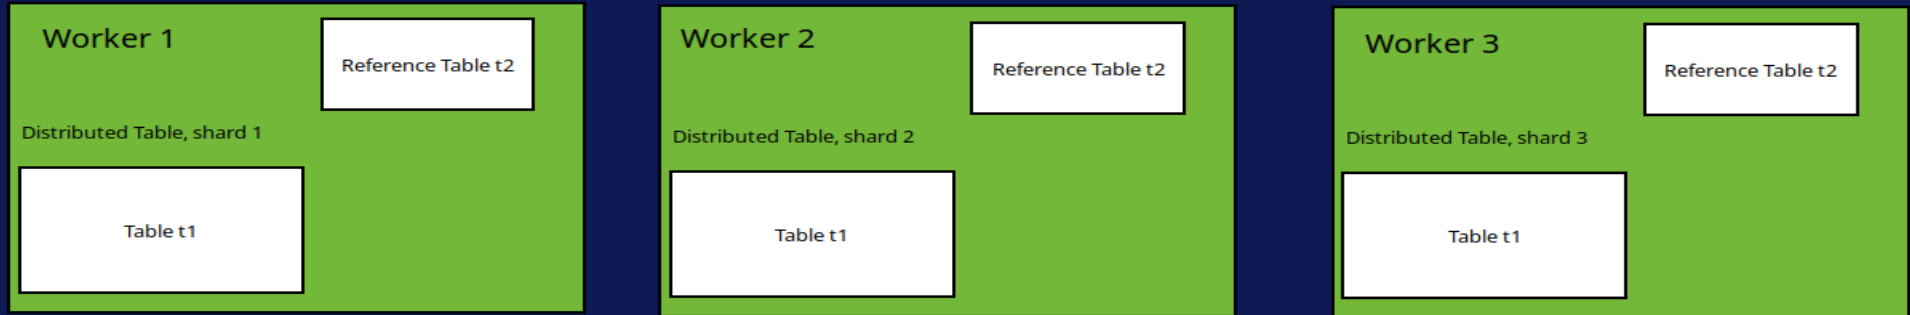 Worker 1
Reference Table t2
Distributed Table, shard 1
Table t1
Worker 2
Reference Table t2
Distributed Table, shard 2
Table t1
Worker 3
Reference Table t2
Distributed Table, shard 3
Table t1